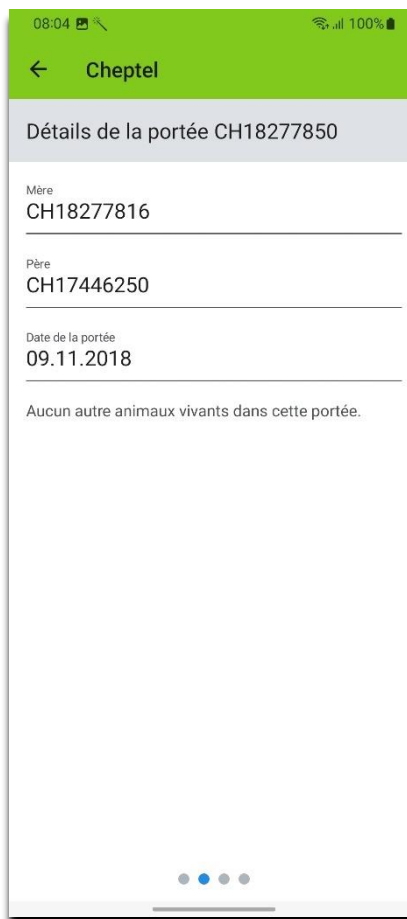 08:04 100%
Cheptel
Détails de la portée CH18277850
Mère
CH18277816
Père
CH17446250
Date de la portée
09.11.2018
Aucun autre animaux vivants dans cette portée.